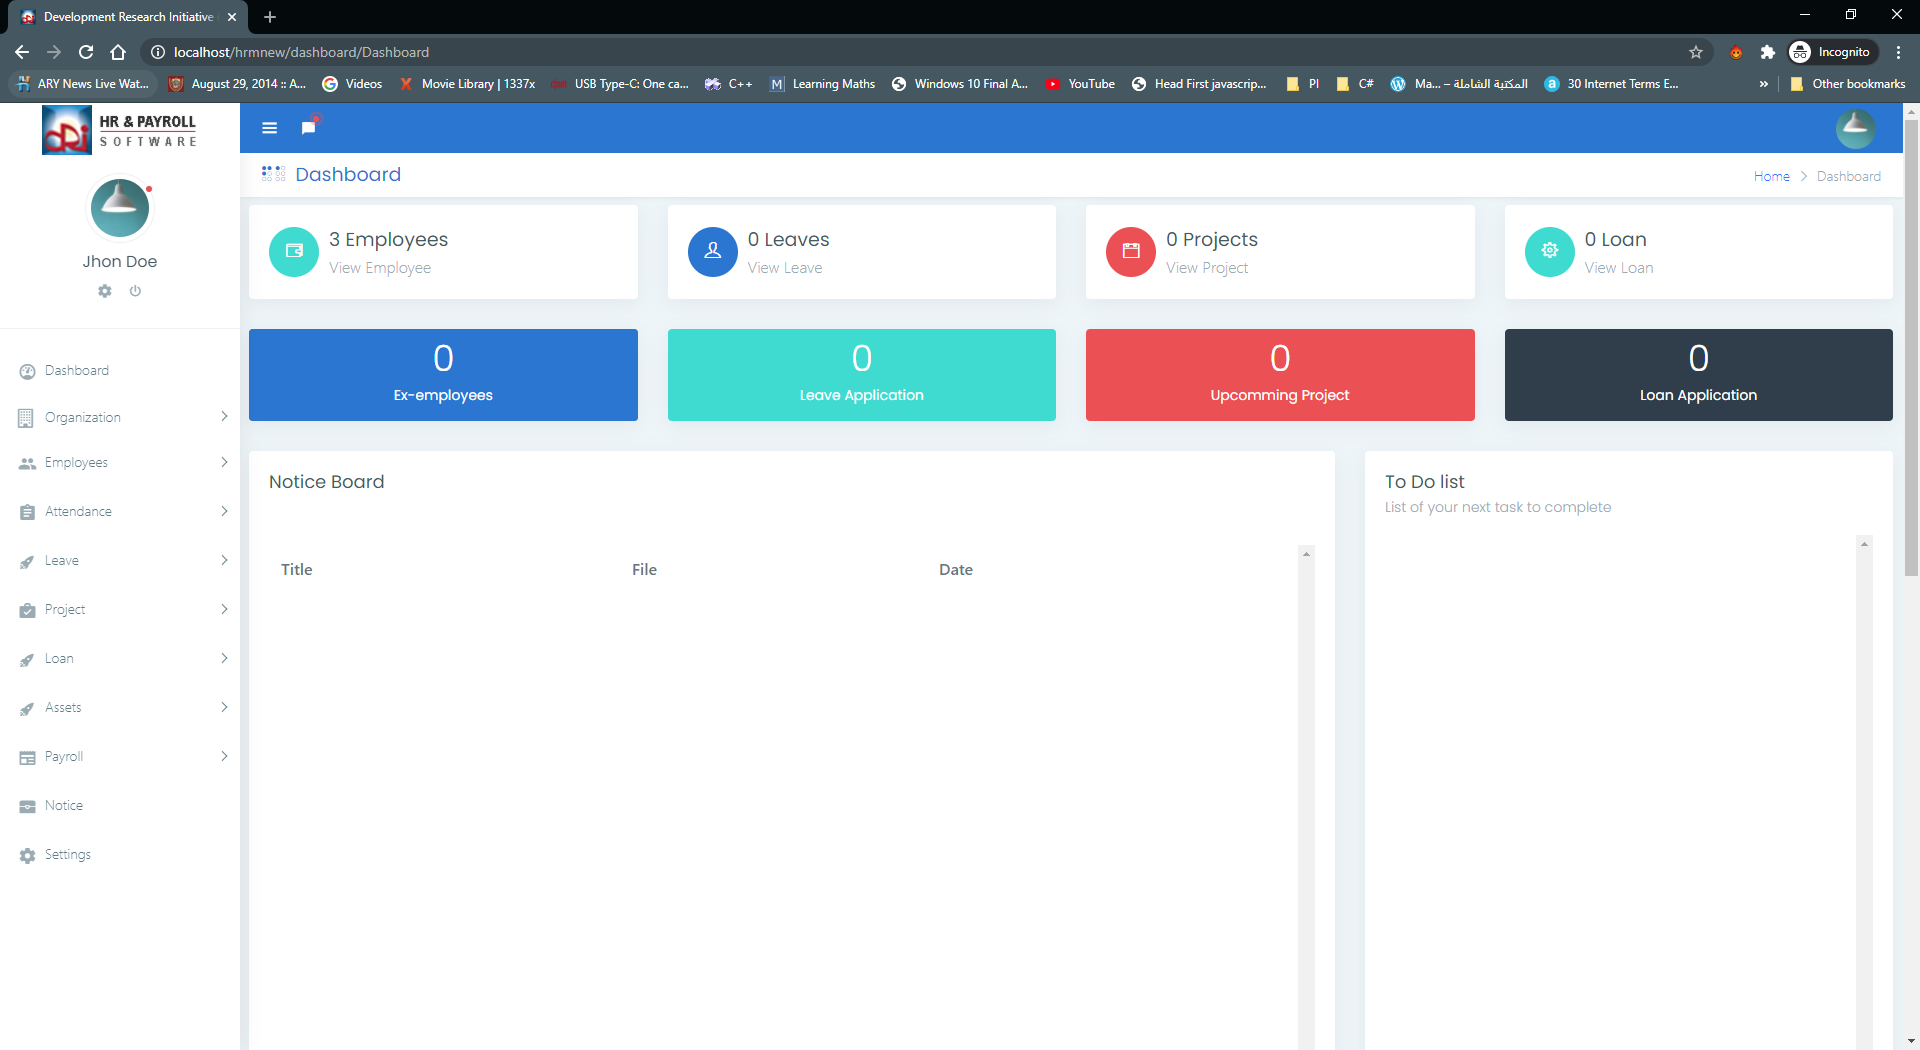 Development Research Initiative
localhost/hrmnew/dashboard/Dashboard
Incognito
ARY News Live Wat...
August 29, 2014 :: A...
Videos
Movie Library | 1337x
USB Type-C: One ca...
C++
Learning Maths
Windows 10 Final A...
YouTube
Head First javascrip...
PI
C#
Ma... – المكتبة الشاملة
30 Internet Terms E...
Other bookmarks
DRi
HR & PAYROLL
SOFTWARE
Jhon Doe
Dashboard
Organization
Employees
Attendance
Leave
Project
Loan
Assets
Payroll
Notice
Settings
Dashboard
Home > Dashboard
3 Employees
View Employee
0 Leaves
View Leave
0 Projects
View Project
0 Loan
View Loan
0
Ex-employees
0
Leave Application
0
Upcomming Project
0
Loan Application
Notice Board
Title File Date
To Do list
List of your next task to complete